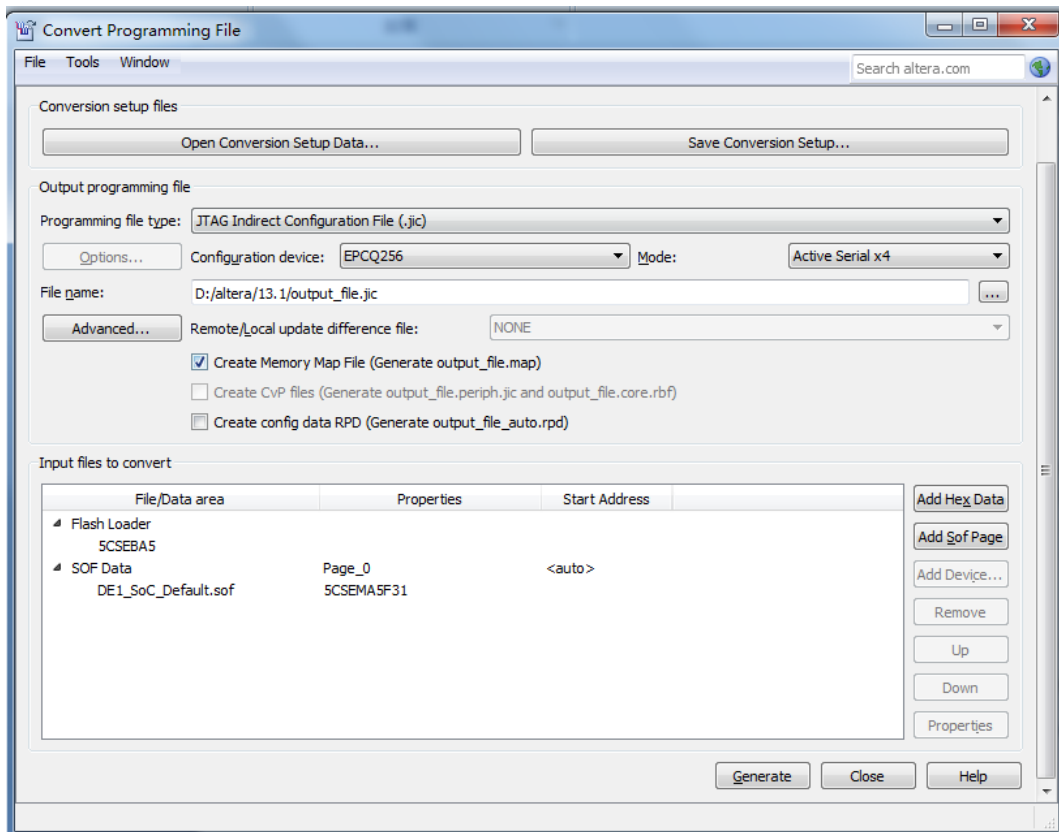 Convert Programming File
File Tools Window
Search altera.com
Conversion setup files
Open Conversion Setup Data...
Save Conversion Setup...
Output programming file
Programming file type: JTAG Indirect Configuration File (.jic)
Options... Configuration device: EPCQ256 Mode: Active Serial x4
File name: D:/altera/13.1/output_file.jic ...
Advanced... Remote/Local update difference file: NONE
Create Memory Map File (Generate output_file.map)
Create CvP files (Generate output_file.periph.jic and output_file.core.rbf)
Create config data RPD (Generate output_file_auto.rpd)
Input files to convert
File/Data area Properties Start Address
Flash Loader
5CSEBA5
SOF Data Page_0 <auto>
DE1_SoC_Default.sof 5CSEMA5F31
Add Hex Data
Add Sof Page
Add Device...
Remove
Up
Down
Properties
Generate Close Help